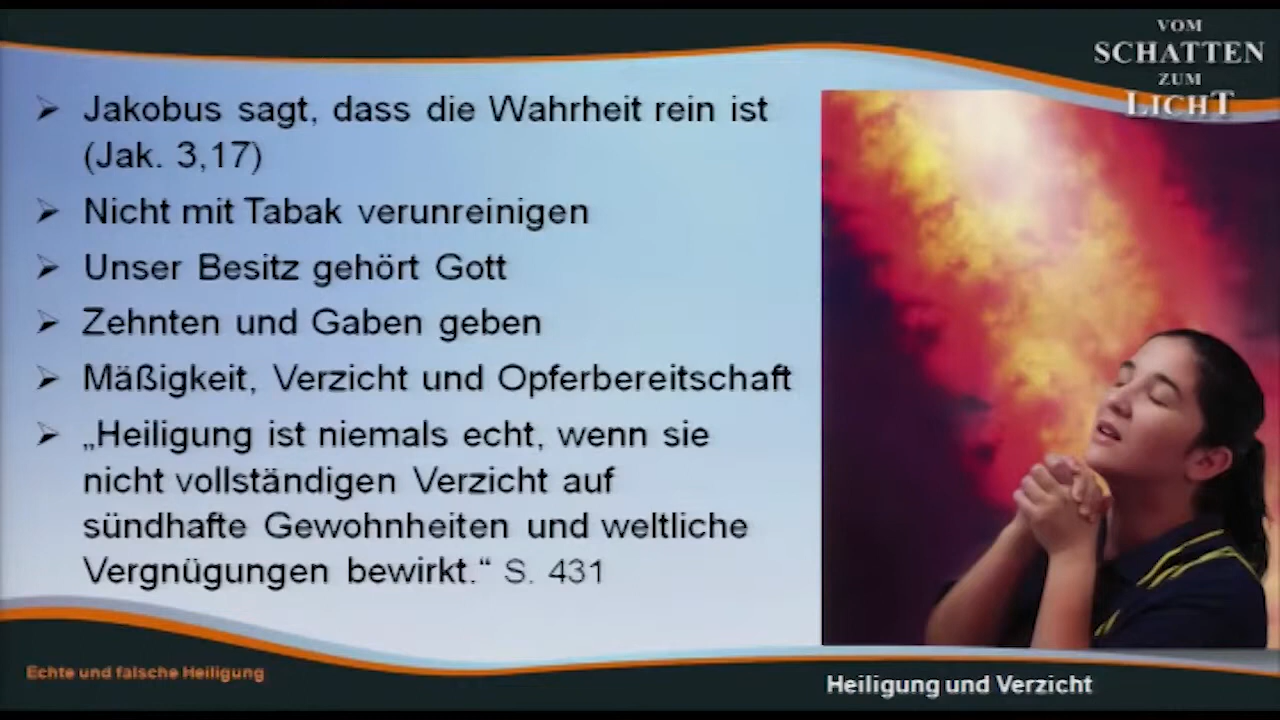 VOM
SCHATTEN
ZUM
LICHT
Jakobus sagt, dass die Wahrheit rein ist
(Jak. 3,17)
Nicht mit Tabak verunreinigen
Unser Besitz gehört Gott
Zehnten und Gaben geben
Mäßigkeit, Verzicht und Opferbereitschaft
„Heiligung ist niemals echt, wenn sie
nicht vollständigen Verzicht auf
sündhafte Gewohnheiten und weltliche
Vergnügungen bewirkt.“ S. 431
Echte und falsche Heiligung
Heiligung und Verzicht